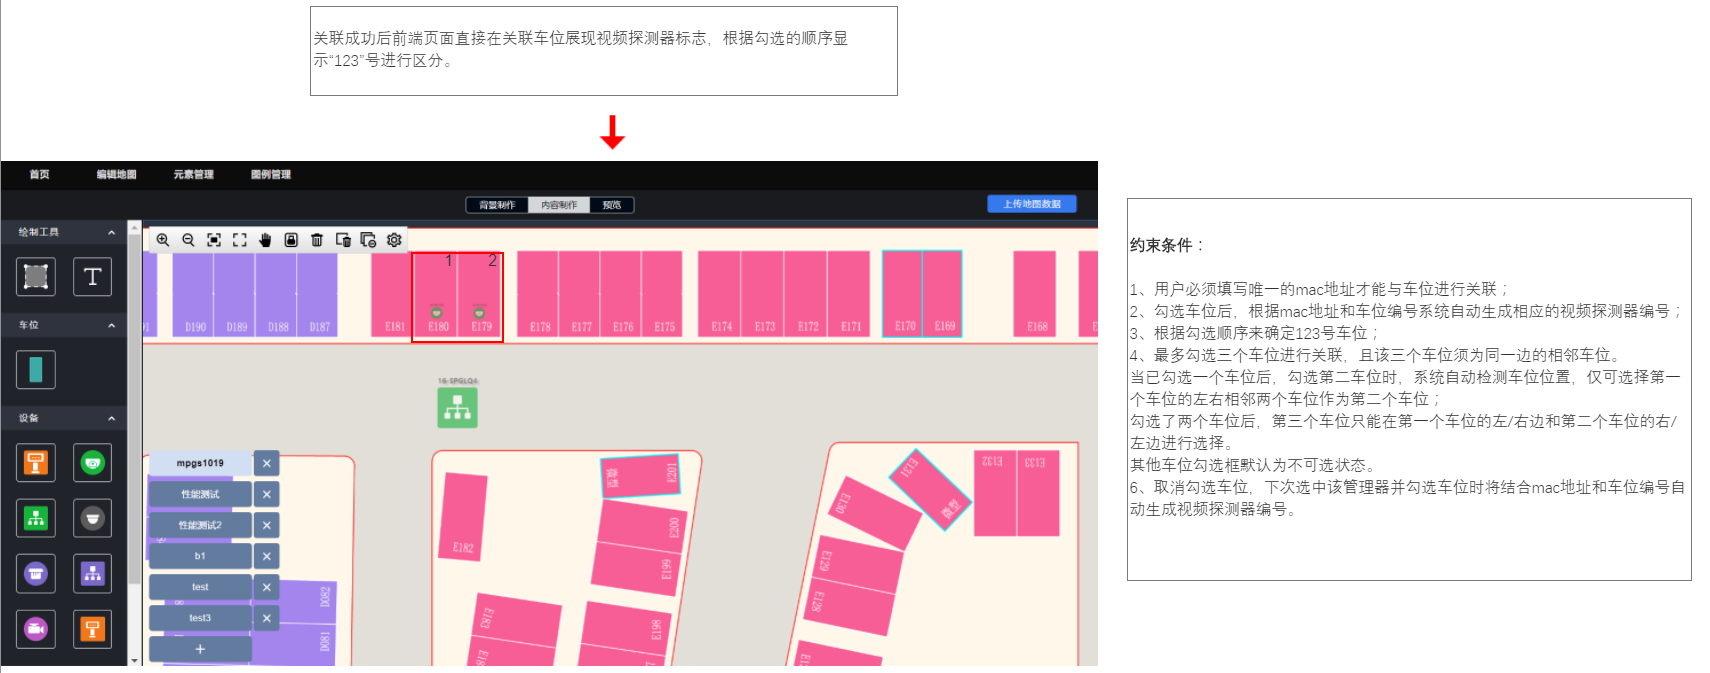 关联成功后前端页面直接在关联车位展现视频探测器标志，根据勾选的顺序显
示“123”号进行区分。
首页 编辑地图 元素管理 图例管理
背景制作 内容制作 预览 上传地图数据
绘制工具
T
车位
设备
1 2
D190 D189 D188 D187 E181 E180 E179 E178 E177 E176 E175 E174 E173 E172 E171 E170 E169 E168
16-SPGLQ4
mpgs1019
性能测试
性能测试2
b1
test
test3
D082
D081
E182
E183
微型 E201
E200
E199
E198
E131 微型
E130
E129
E128
E132 E133
约束条件：
1、用户必须填写唯一的mac地址才能与车位进行关联；
2、勾选车位后，根据mac地址和车位编号系统自动生成相应的视频探测器编号；
3、根据勾选顺序来确定123号车位；
4、最多勾选三个车位进行关联，且该三个车位须为同一边的相邻车位。
当已勾选一个车位后，勾选第二车位时，系统自动检测车位位置，仅可选择第一
个车位的左右相邻两个车位作为第二个车位；
勾选了两个车位后，第三个车位只能在第一个车位的左/右边和第二个车位的右/
左边进行选择。
其他车位勾选框默认为不可选状态。
6、取消勾选车位，下次选中该管理器并勾选车位时将结合mac地址和车位编号自
动生成视频探测器编号。